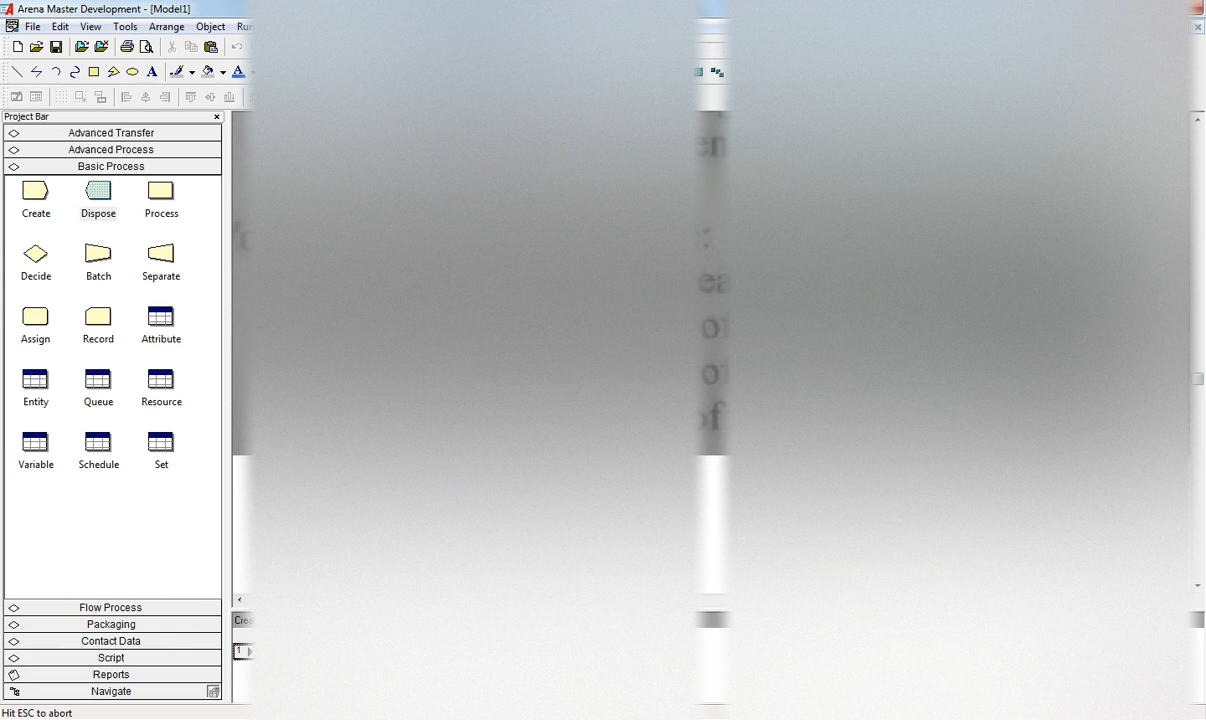 Arena Master Development - [Model1]
File Edit View Tools Arrange Object
Project Bar
Advanced Transfer
Advanced Process
Basic Process
Create Dispose Process
Decide Batch Separate
Assign Record Attribute
Entity Queue Resource
Variable Schedule Set
Flow Process
Packaging
Contact Data
Script
Reports
Navigate
1
Hit ESC to abort